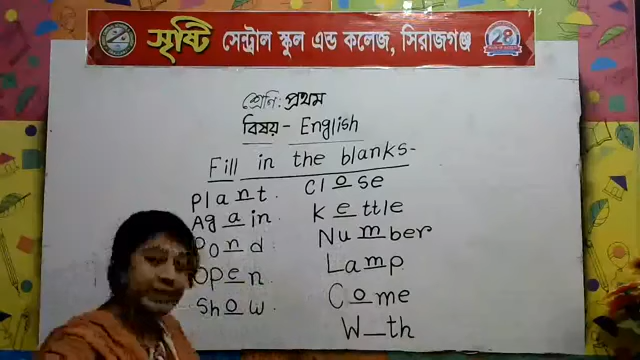 সৃষ্টি সেন্ট্রাল স্কুল এন্ড কলেজ, সিরাজগঞ্জ
শ্রেণি: প্রথম
বিষয় - English
Fill in the blanks-
Plant.
Again.
Pond
Open
Show
Close
Kettle
Number
Lamp
Come
W_th